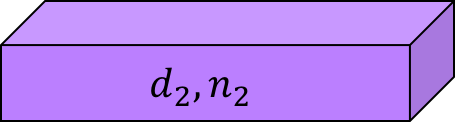 d₂, n₂